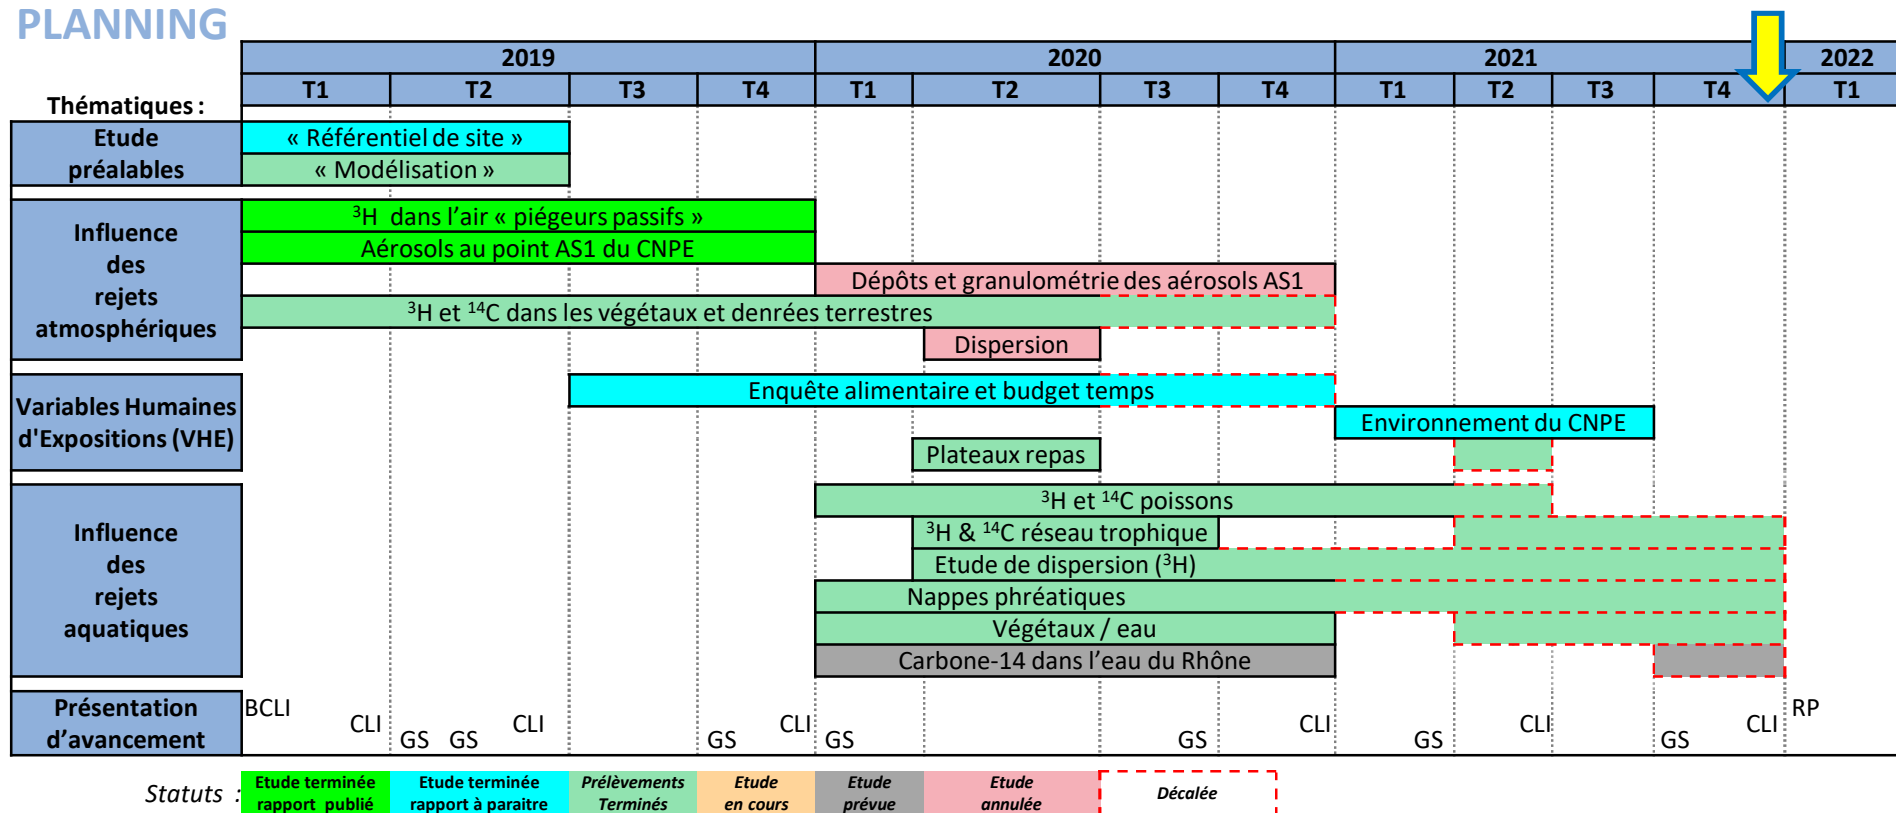 PLANNING
2019 2020 2021 2022
T1 T2 T3 T4 T1 T2 T3 T4 T1 T2 T3 T4 T1
Thématiques :
Etude
préalables
« Référentiel de site »
« Modélisation »
Influence
des
rejets
atmosphériques
³H dans l’air « piégeurs passifs »
Aérosols au point AS1 du CNPE
Dépôts et granulométrie des aérosols AS1
³H et ¹⁴C dans les végétaux et denrées terrestres
Dispersion
Variables Humaines
d'Expositions (VHE)
Enquête alimentaire et budget temps
Environnement du CNPE
Plateaux repas
Influence
des
rejets
aquatiques
³H et ¹⁴C poissons
³H & ¹⁴C réseau trophique
Etude de dispersion (³H)
Nappes phréatiques
Végétaux / eau
Carbone-14 dans l’eau du Rhône
Présentation
d’avancement
BCLI RP
CLI CLI CLI CLI CLI CLI
GS GS GS GS GS GS GS
Statuts :
Etude terminée
rapport publié
Etude terminée
rapport à paraitre
Prélèvements
Terminés
Etude
en cours
Etude
prévue
Etude
annulée
Décalée